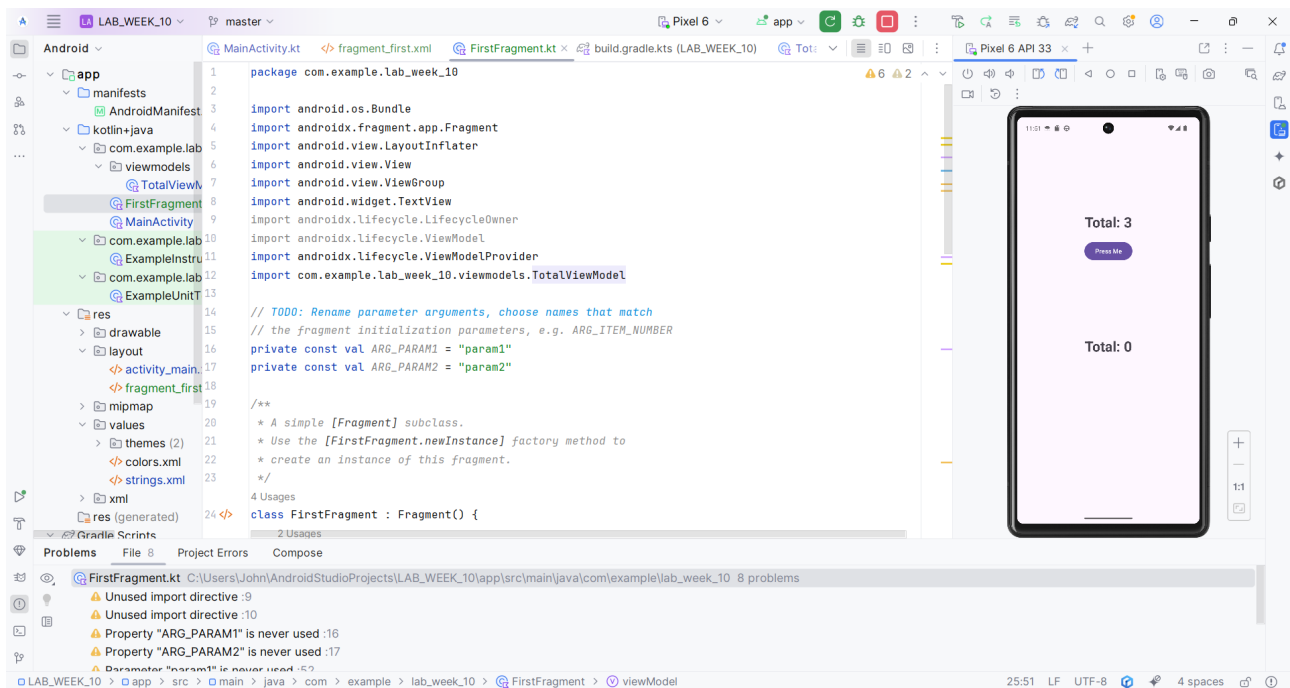 LA LAB_WEEK_10 master Pixel 6 app
Android
MainActivity.kt fragment_first.xml FirstFragment.kt build.gradle.kts (LAB_WEEK_10) Tota
Pixel 6 API 33
app
manifests
AndroidManifest.
kotlin+java
com.example.lab
viewmodels
TotalViewM
FirstFragment
MainActivity
com.example.lab
ExampleInstru
com.example.lab
ExampleUnitT
res
drawable
layout
activity_main.
fragment_first
mipmap
values
themes (2)
colors.xml
strings.xml
xml
res (generated)
Gradle Scripts
6 2
1 package com.example.lab_week_10
2
3 import android.os.Bundle
4 import androidx.fragment.app.Fragment
5 import android.view.LayoutInflater
6 import android.view.View
7 import android.view.ViewGroup
8 import android.widget.TextView
9 import androidx.lifecycle.LifecycleOwner
10 import androidx.lifecycle.ViewModel
11 import androidx.lifecycle.ViewModelProvider
12 import com.example.lab_week_10.viewmodels.TotalViewModel
13
14 // TODO: Rename parameter arguments, choose names that match
15 // the fragment initialization parameters, e.g. ARG_ITEM_NUMBER
16 private const val ARG_PARAM1 = "param1"
17 private const val ARG_PARAM2 = "param2"
18
19 /**
20 * A simple [Fragment] subclass.
21 * Use the [FirstFragment.newInstance] factory method to
22 * create an instance of this fragment.
23 */
4 Usages
24 class FirstFragment : Fragment() {
2 Usages
11:51
Total: 3
Press Me
Total: 0
1:1
Problems File 8 Project Errors Compose
FirstFragment.kt C:\Users\John\AndroidStudioProjects\LAB_WEEK_10\app\src\main\java\com\example\lab_week_10 8 problems
Unused import directive :9
Unused import directive :10
Property "ARG_PARAM1" is never used :16
Property "ARG_PARAM2" is never used :17
Parameter "param1" is never used :52
LAB_WEEK_10 > app > src > main > java > com > example > lab_week_10 > FirstFragment > viewModel
25:51 LF UTF-8 4 spaces